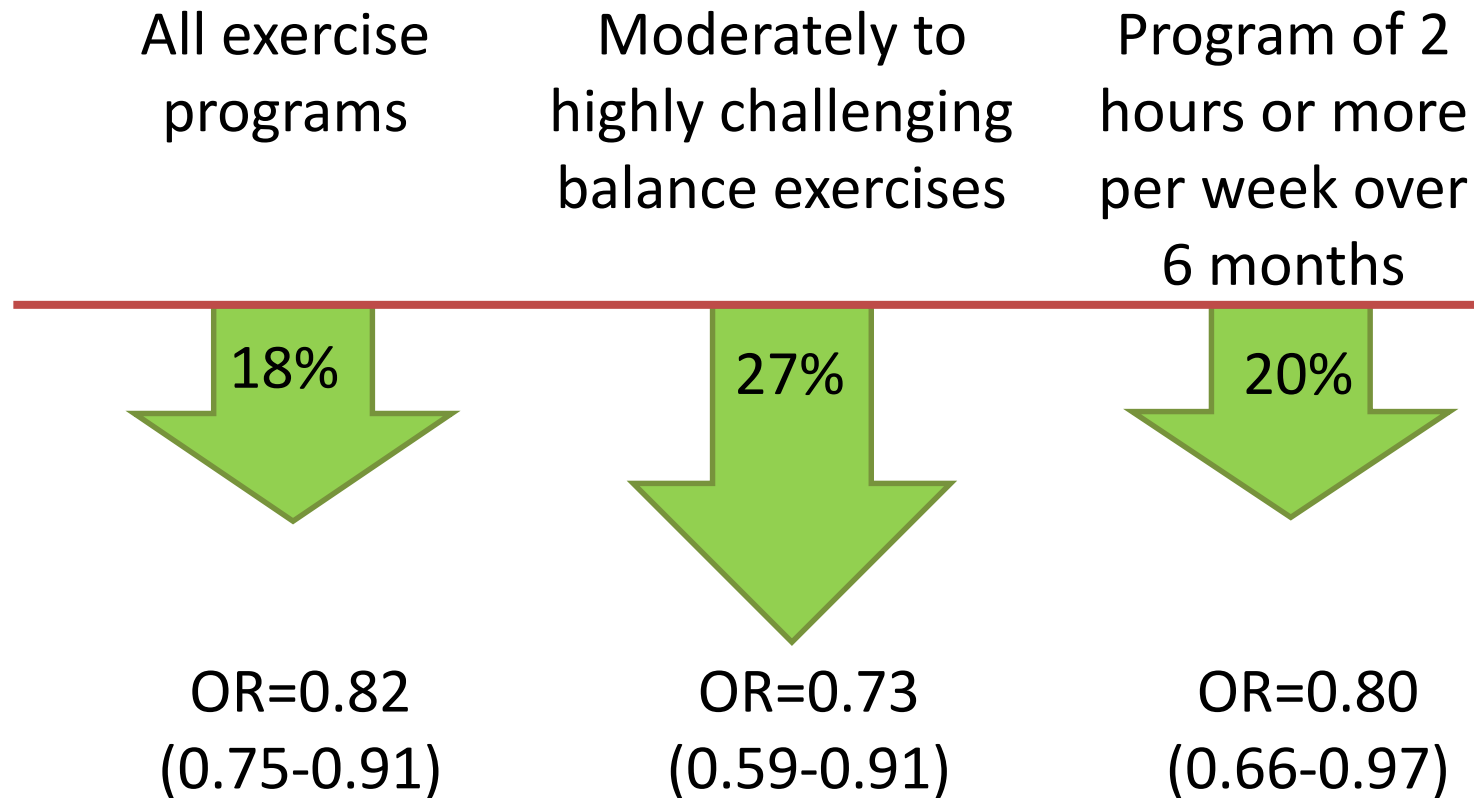 All exercise
programs
Moderately to
highly challenging
balance exercises
Program of 2
hours or more
per week over
6 months
18%
27%
20%
OR=0.82
(0.75-0.91)
OR=0.73
(0.59-0.91)
OR=0.80
(0.66-0.97)